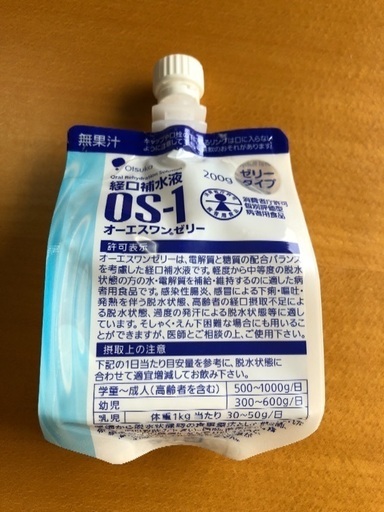 無果汁
Otsuka
200g
ゼリー
タイプ
経口補水液
OS-1
オーエスワンゼリー
消費者庁許可
個別評価型
病者用食品
許可表示
オーエスワンゼリーは、電解質と糖質の配合バランス
を考慮した経口補水液です。軽度から中等度の脱水
状態の方の水・電解質を補給・維持するのに適した病
者用食品です。感染性腸炎、感冒による下痢・嘔吐・
発熱を伴う脱水状態、高齢者の経口摂取不足によ
る脱水状態、過度の発汗による脱水状態等に適し
ています。そしゃく・えん下困難な場合にも用いるこ
とができますが、医師とご相談の上、ご使用下さい。
摂取上の注意
下記の1日当たり目安量を参考に、脱水状態に
合わせて適宜増減してお飲み下さい。
学童～成人(高齢者を含む) 500～1000g/日
幼児 300～600g/日
乳児 体重1kg当たり 30～50g/日